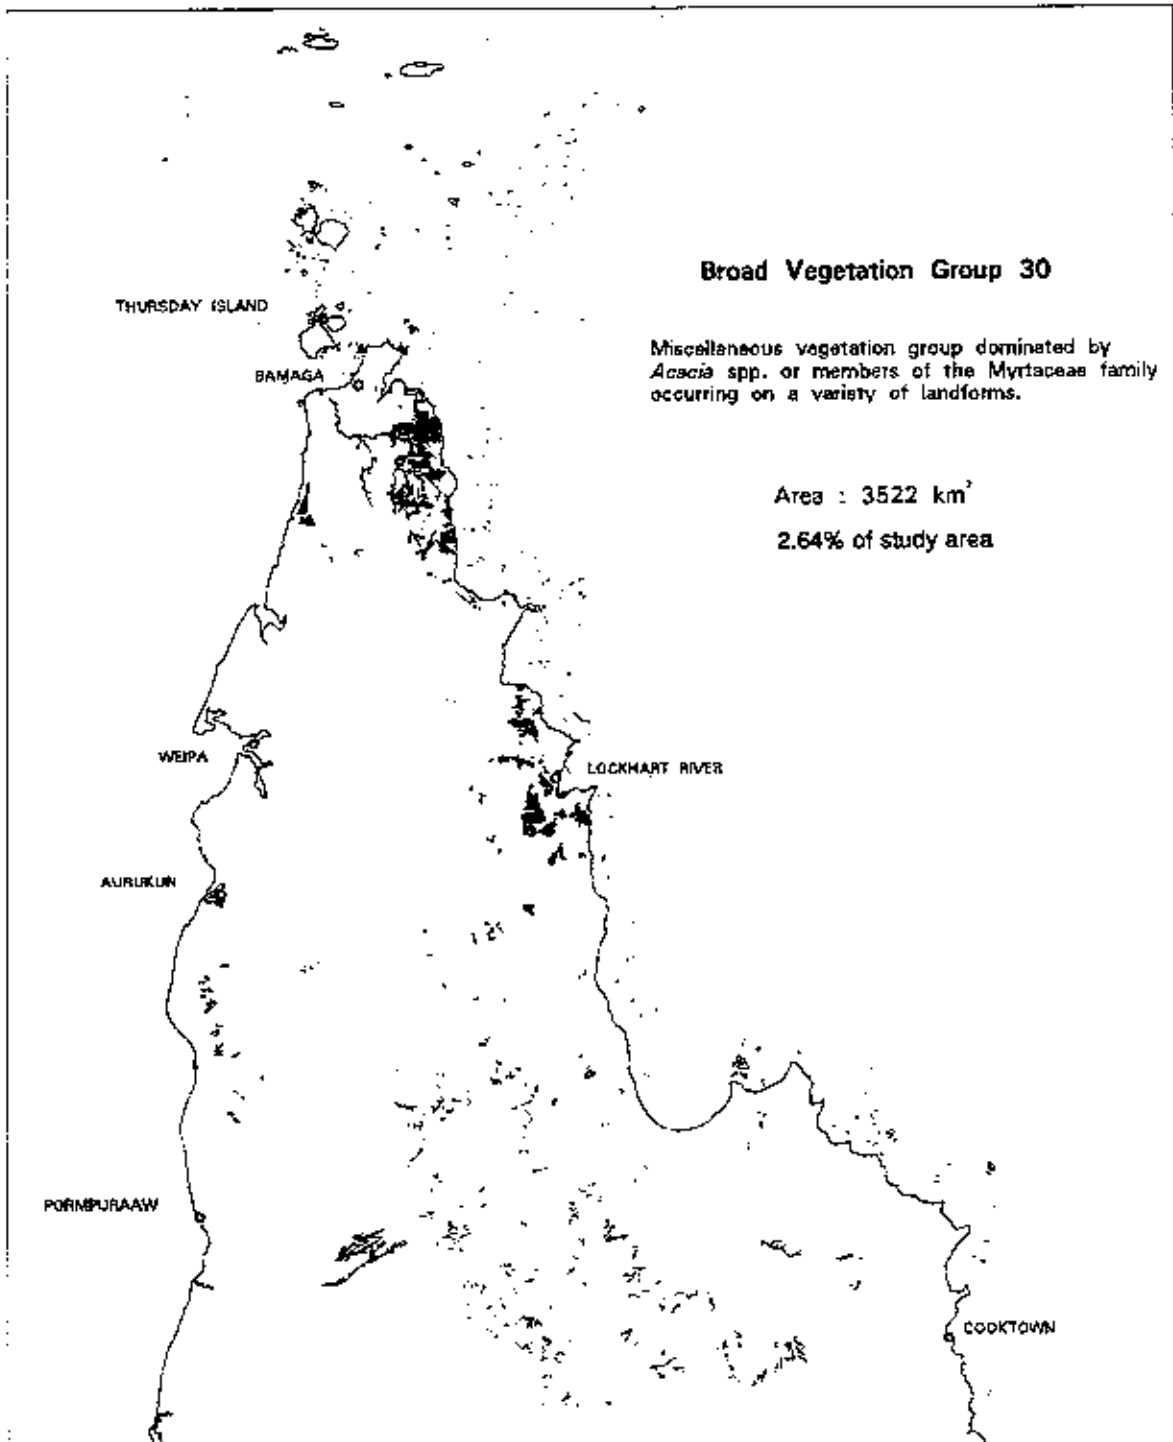 Broad Vegetation Group 30
THURSDAY ISLAND
Miscellaneous vegetation group dominated by
Acacia spp. or members of the Myrtaceae family
occurring on a variety of landforms.
BAMAGA
Area : 3522 km²
2.64% of study area
WEIPA
LOCKHART RIVER
AURUKUN
PORMPURAAW
COOKTOWN